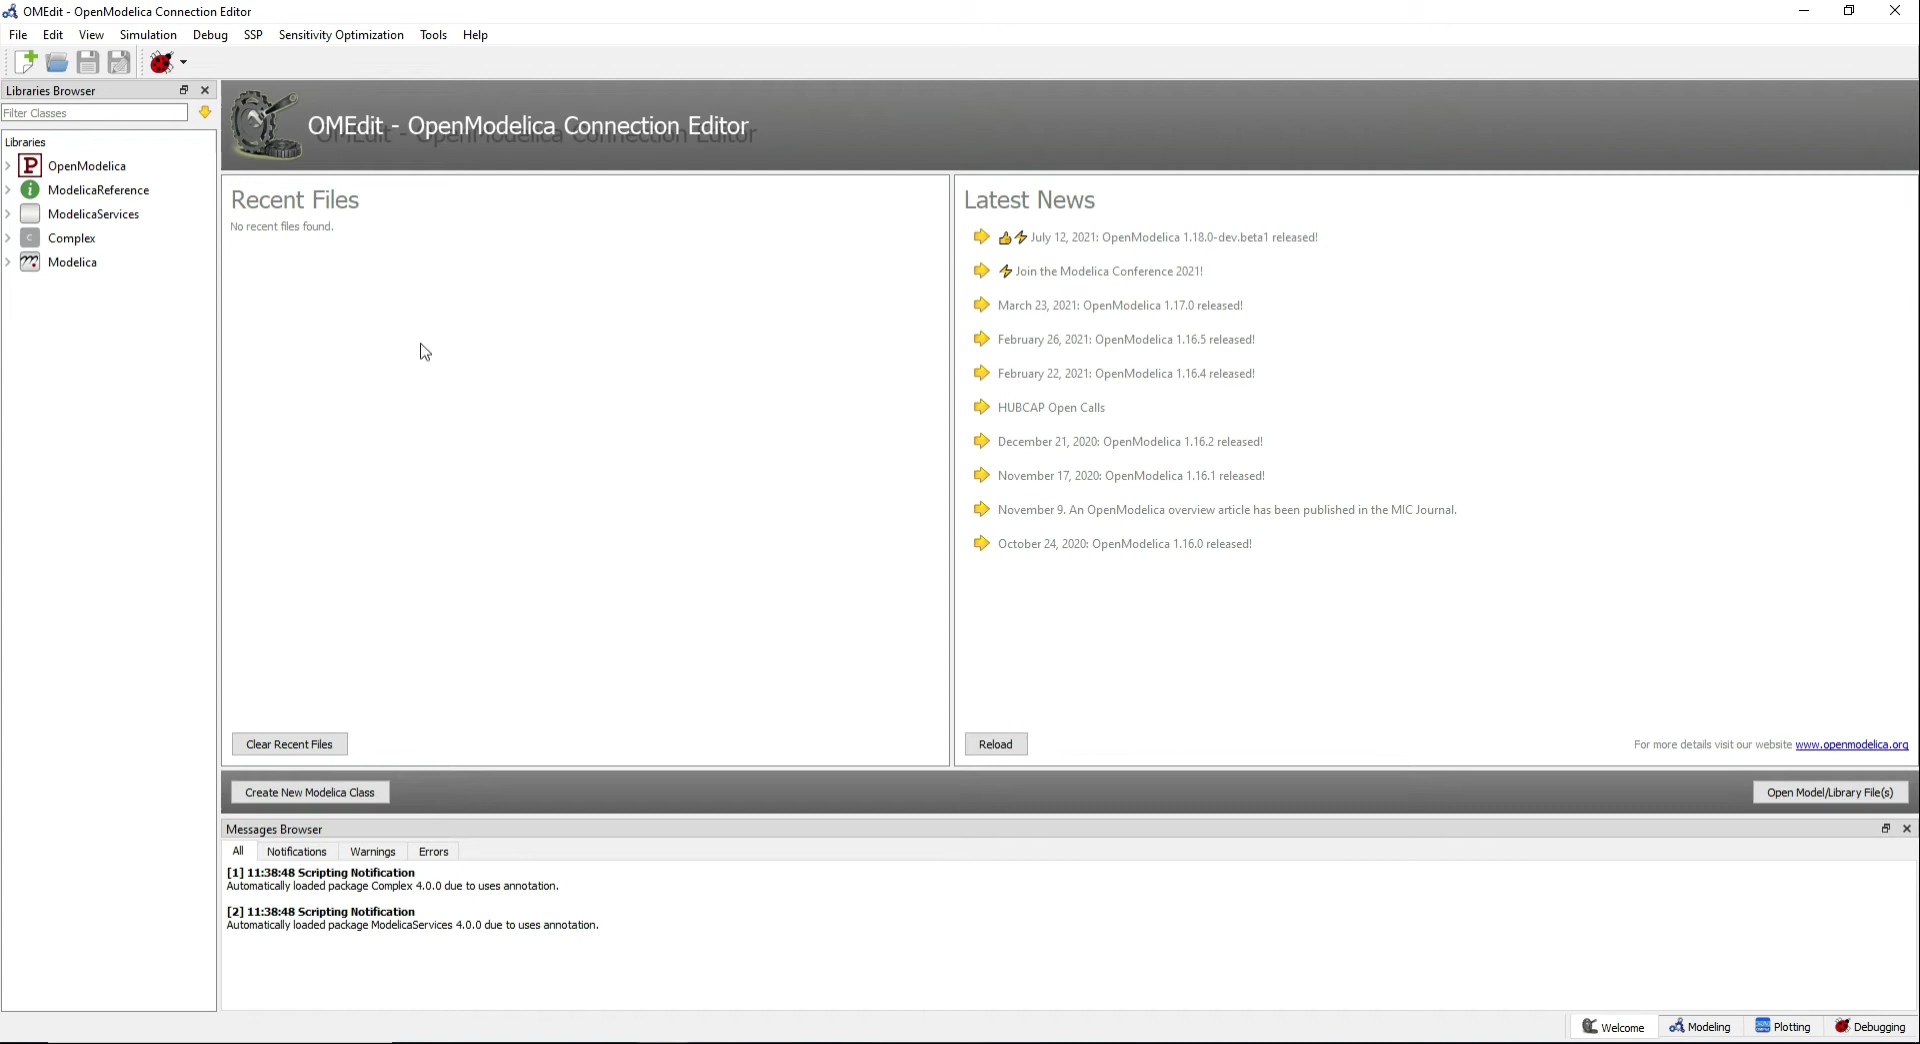 OMEdit - OpenModelica Connection Editor
File Edit View Simulation Debug SSP Sensitivity Optimization Tools Help
Libraries Browser
Filter Classes
Libraries
P OpenModelica
i ModelicaReference
ModelicaServices
C Complex
m Modelica
OMEdit - OpenModelica Connection Editor
Recent Files
No recent files found.
Clear Recent Files
Latest News
July 12, 2021: OpenModelica 1.18.0-dev.beta1 released!
Join the Modelica Conference 2021!
March 23, 2021: OpenModelica 1.17.0 released!
February 26, 2021: OpenModelica 1.16.5 released!
February 22, 2021: OpenModelica 1.16.4 released!
HUBCAP Open Calls
December 21, 2020: OpenModelica 1.16.2 released!
November 17, 2020: OpenModelica 1.16.1 released!
November 9. An OpenModelica overview article has been published in the MIC Journal.
October 24, 2020: OpenModelica 1.16.0 released!
Reload
For more details visit our website www.openmodelica.org
Create New Modelica Class
Open Model/Library File(s)
Messages Browser
All Notifications Warnings Errors
[1] 11:38:48 Scripting Notification
Automatically loaded package Complex 4.0.0 due to uses annotation.
[2] 11:38:48 Scripting Notification
Automatically loaded package ModelicaServices 4.0.0 due to uses annotation.
Welcome Modeling Plotting Debugging